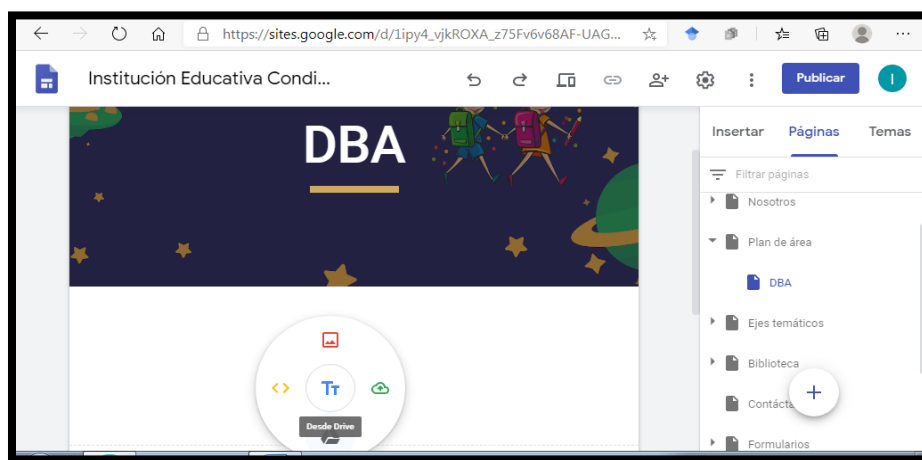 https://sites.google.com/d/1ipy4_vjkROXA_z75Fv6v68AF-UAG...
Institución Educativa Condi...
Publicar
I
DBA
Insertar Páginas Temas
Filtrar páginas
Nosotros
Plan de área
DBA
Ejes temáticos
Biblioteca
Formularios
Tт
Desde Drive